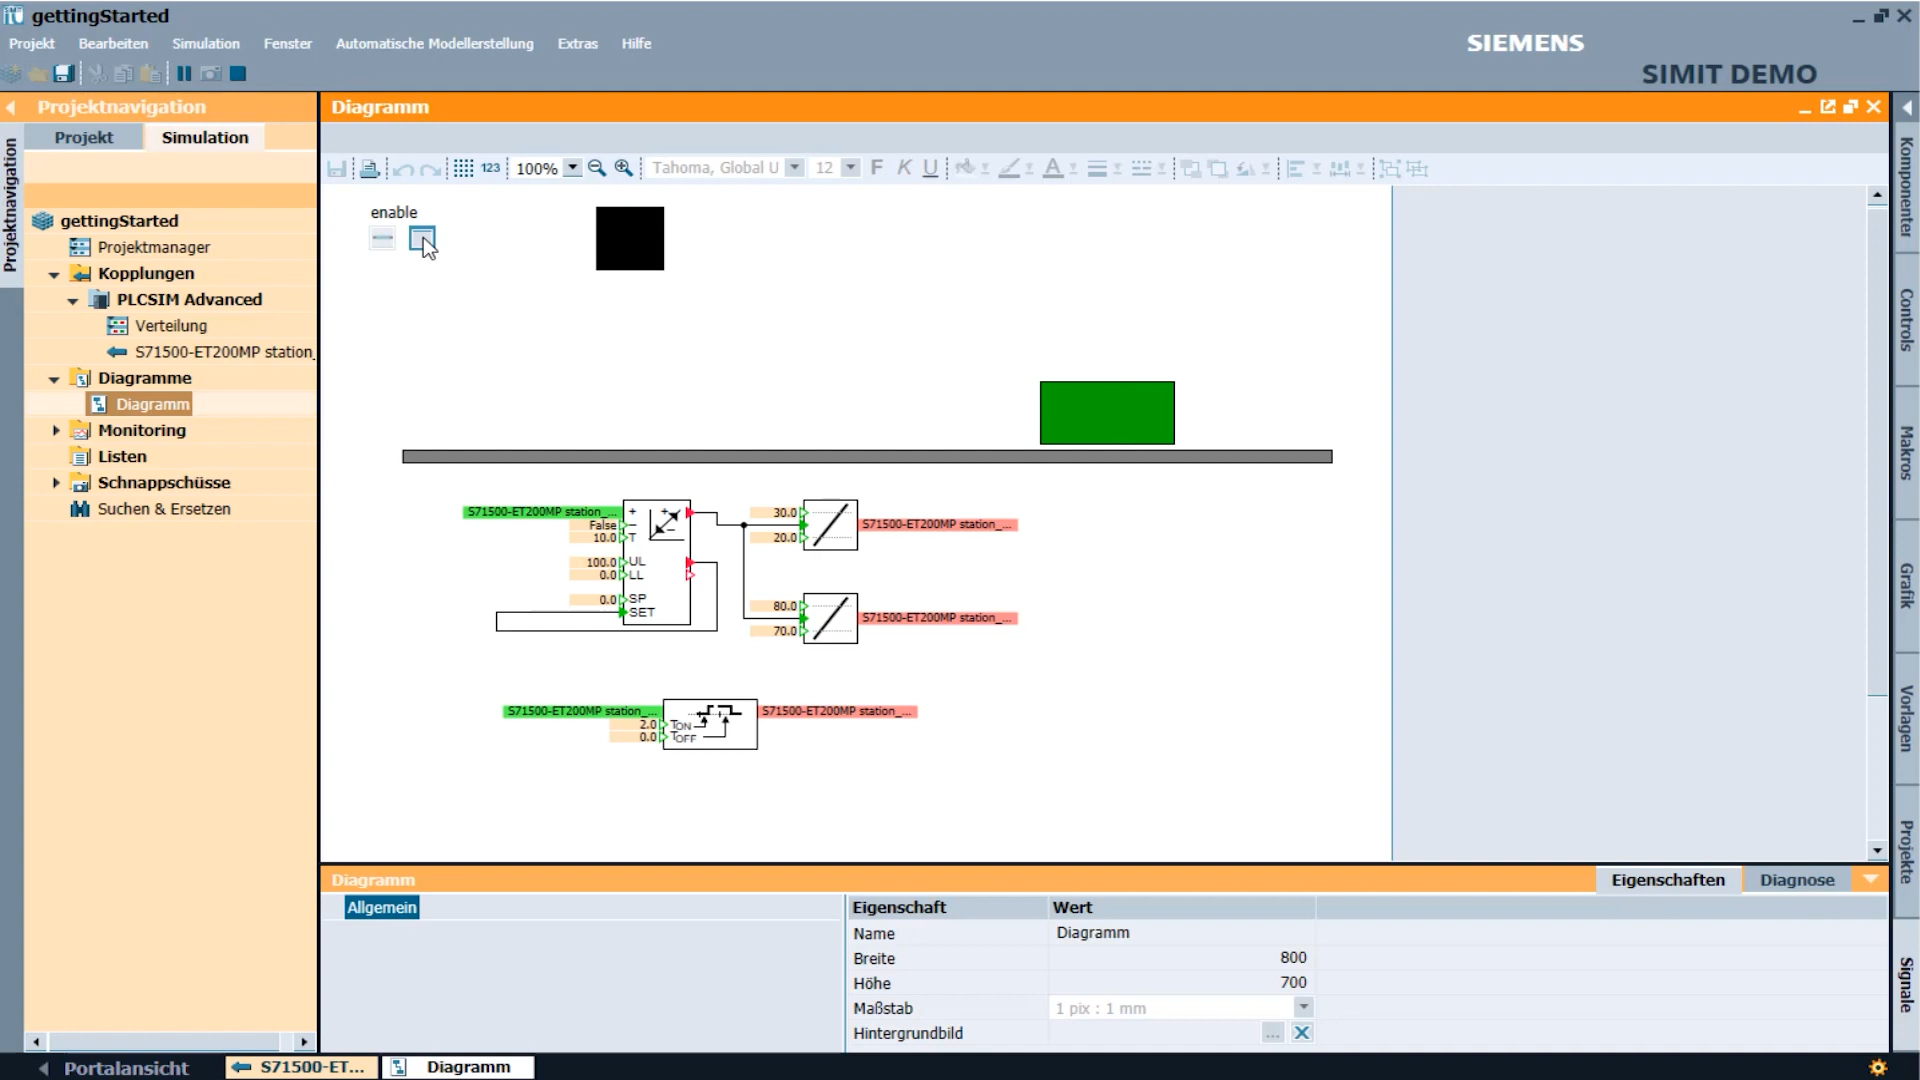 gettingStarted
Projekt Bearbeiten Simulation Fenster Automatische Modellerstellung Extras Hilfe
SIEMENS
SIMIT DEMO
Projektnavigation
Projekt Simulation
Projektnavigation
gettingStarted
Projektmanager
Kopplungen
PLCSIM Advanced
Verteilung
S71500-ET200MP station_
Diagramme
Diagramm
Monitoring
Listen
Schnappschüsse
Suchen & Ersetzen
Diagramm
123 100% Tahoma, Global U 12 F K U A
enable
S71500-ET200MP station_... +
False −
10.0 T
100.0 UL
0.0 LL
0.0 SP
SET
30.0
20.0
S71500-ET200MP station_...
80.0
70.0
S71500-ET200MP station_...
S71500-ET200MP station_...
2.0 TON
0.0 TOFF
S71500-ET200MP station_...
Komponenten
Controls
Makros
Grafik
Vorlagen
Projekte
Signale
Diagramm
Eigenschaften Diagnose
Allgemein
Eigenschaft Wert
Name Diagramm
Breite 800
Höhe 700
Maßstab 1 pix : 1 mm
Hintergrundbild ...
Portalansicht S71500-ET... Diagramm